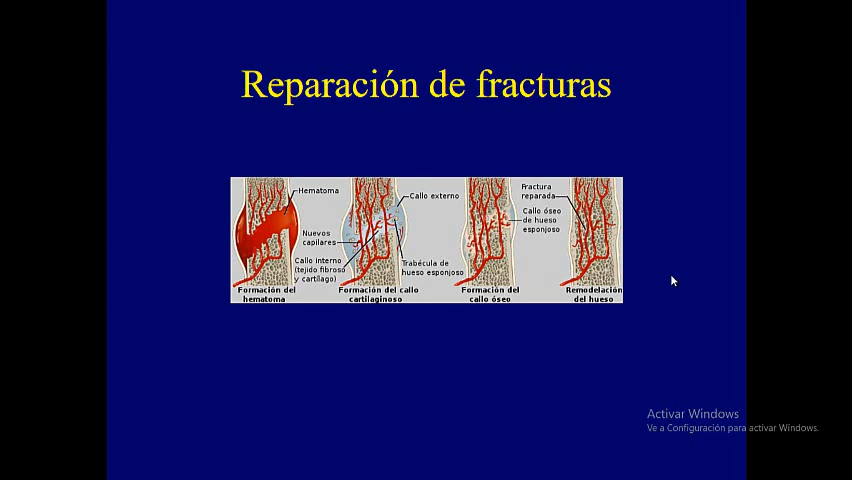 Reparación de fracturas
Hematoma
Nuevos
capilares
Callo interno
(tejido fibroso
y cartílago)
Callo externo
Trabécula de
hueso esponjoso
Fractura
reparada
Callo óseo
de hueso
esponjoso
Formación del
hematoma
Formación del callo
cartilaginoso
Formación del
callo óseo
Remodelación
del hueso
Activar Windows
Ve a Configuración para activar Windows.